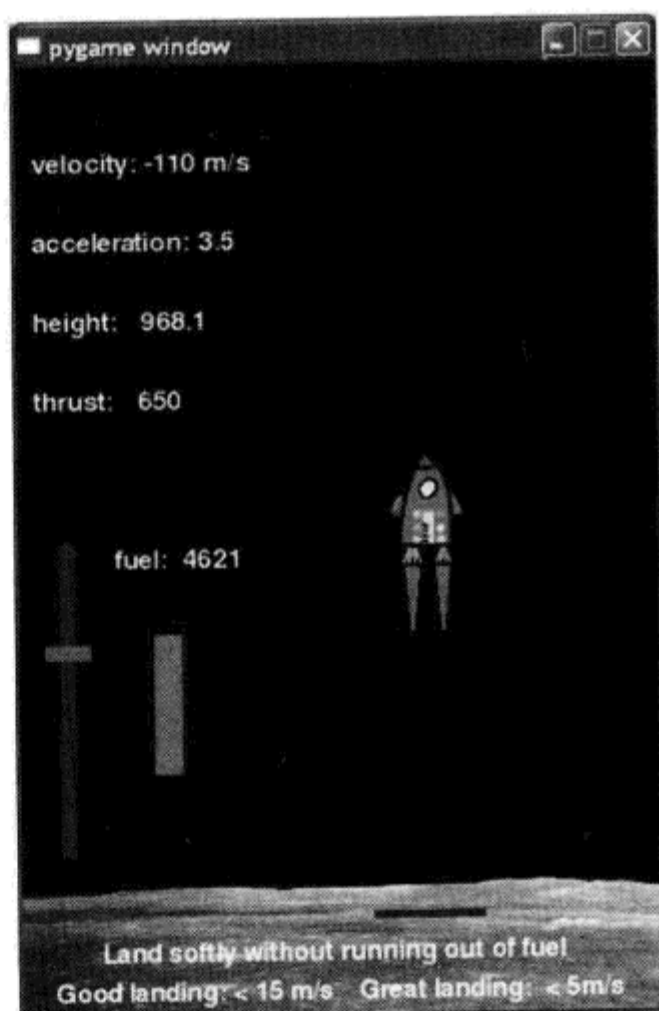 pygame window
velocity: -110 m/s
acceleration: 3.5
height: 968.1
thrust: 650
fuel: 4621
Land softly without running out of fuel
Good landing: < 15 m/s Great landing: < 5m/s